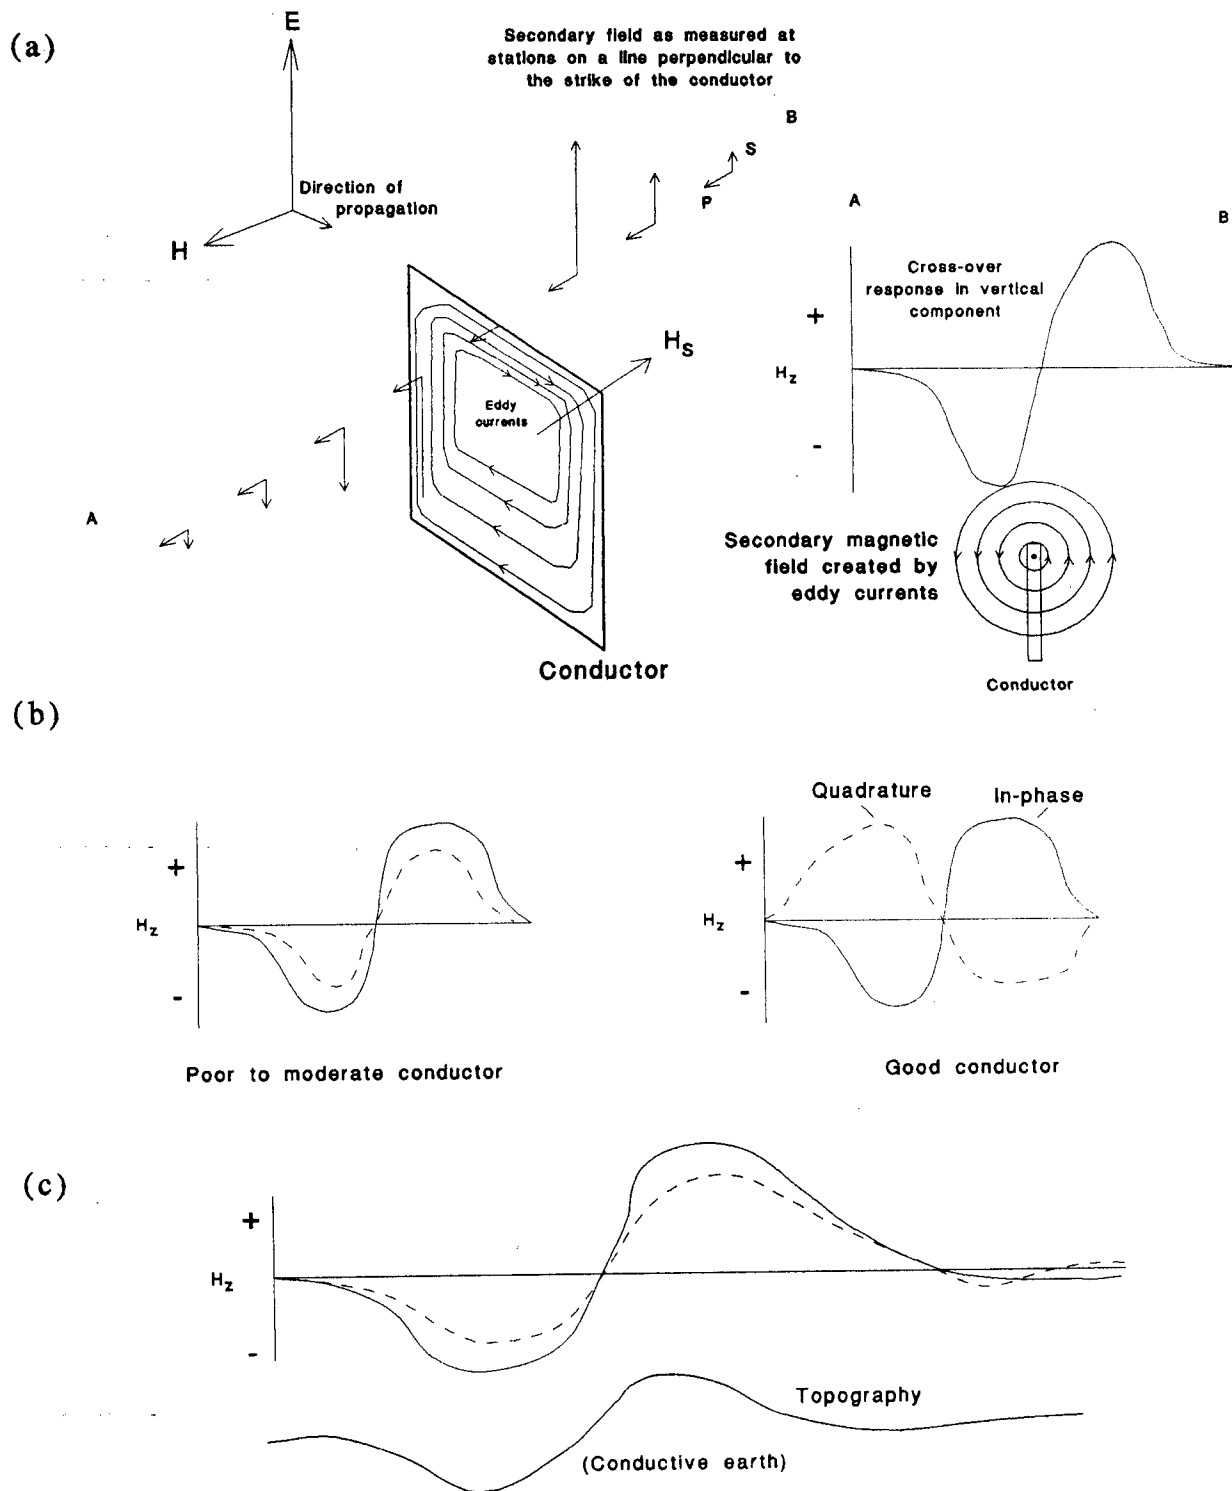 (a)
E
Secondary field as measured at
stations on a line perpendicular to
the strike of the conductor
B
S
P
Direction of
propagation
H
A
B
Cross-over
response in vertical
component
+
Hz
-
Hs
Eddy
currents
A
Secondary magnetic
field created by
eddy currents
Conductor
Conductor
(b)
Quadrature
In-phase
+
Hz
-
+
Hz
-
Poor to moderate conductor
Good conductor
(c)
+
Hz
-
Topography
(Conductive earth)